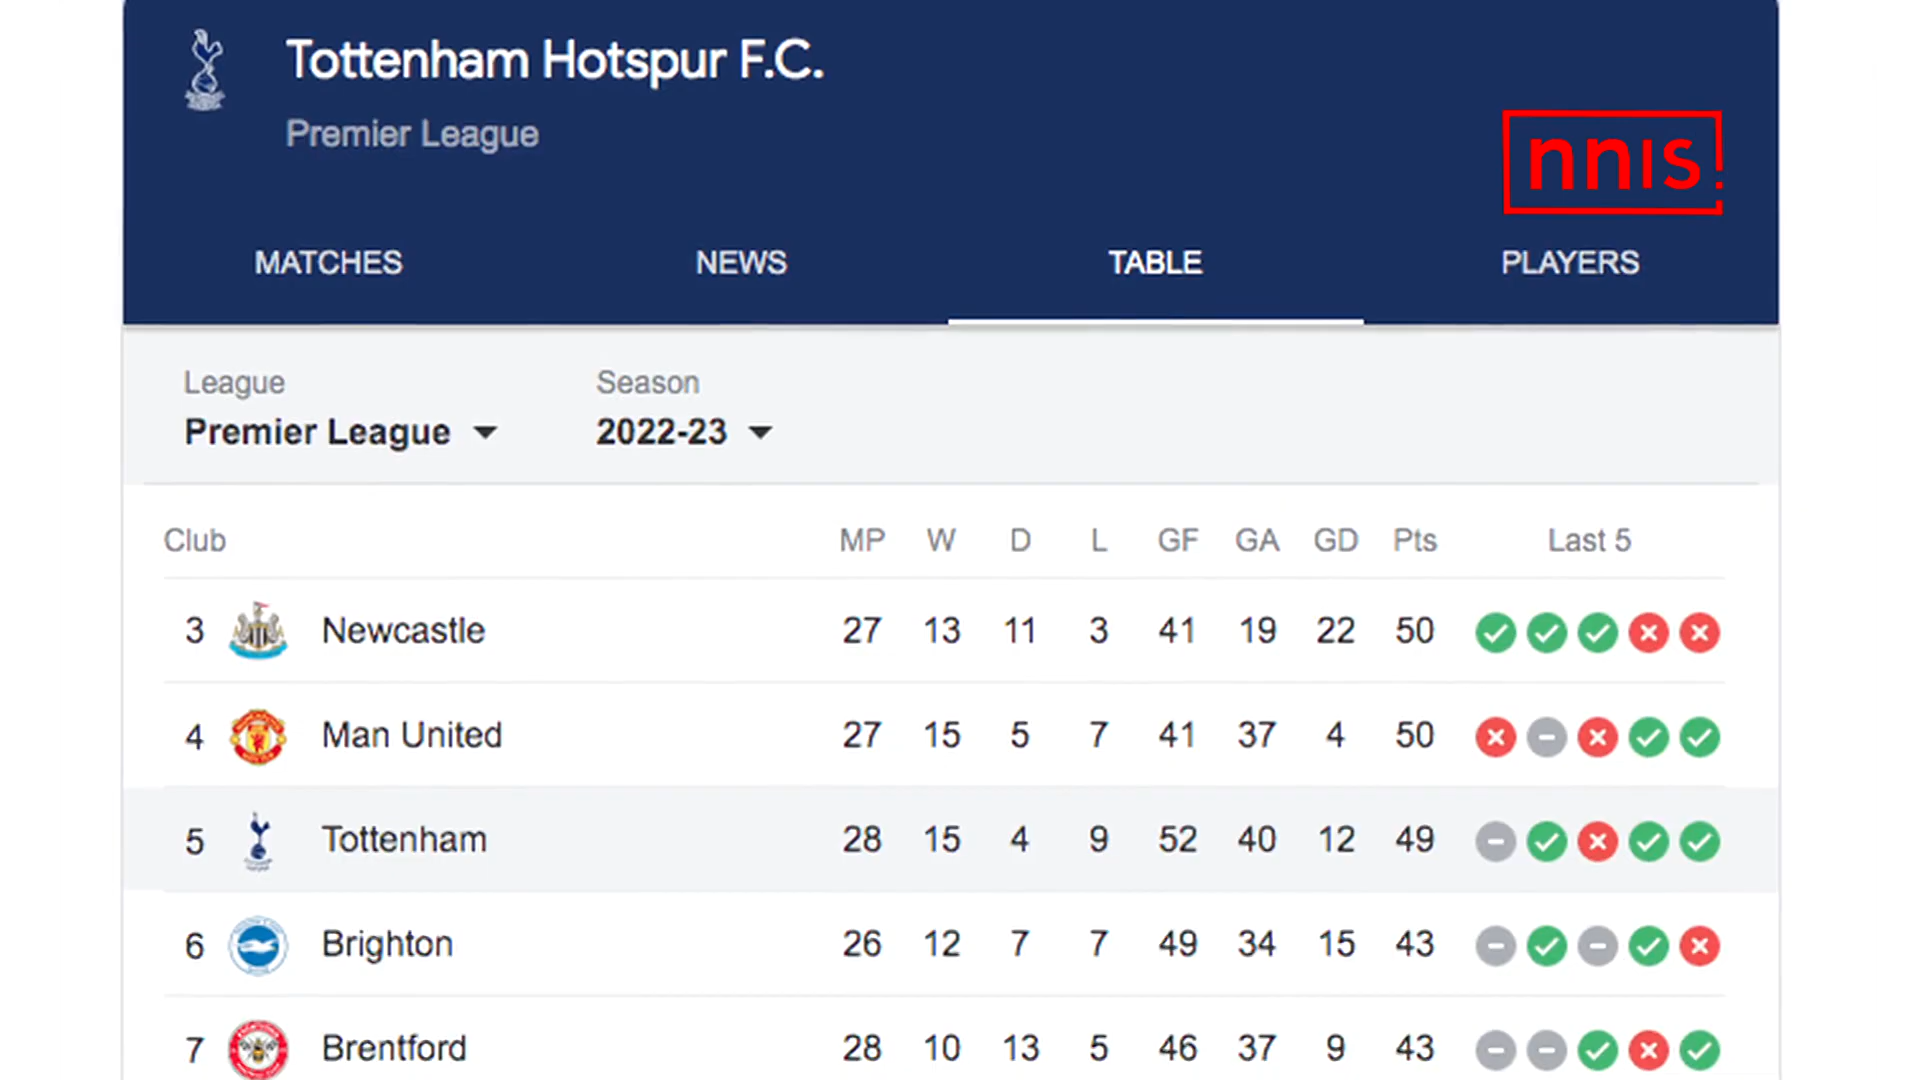 Tottenham Hotspur F.C.
Premier League
nnis
MATCHES NEWS TABLE PLAYERS
League Season
Premier League 2022-23
Club MP W D L GF GA GD Pts Last 5
3 Newcastle 27 13 11 3 41 19 22 50
4 Man United 27 15 5 7 41 37 4 50
5 Tottenham 28 15 4 9 52 40 12 49
6 Brighton 26 12 7 7 49 34 15 43
7 Brentford 28 10 13 5 46 37 9 43